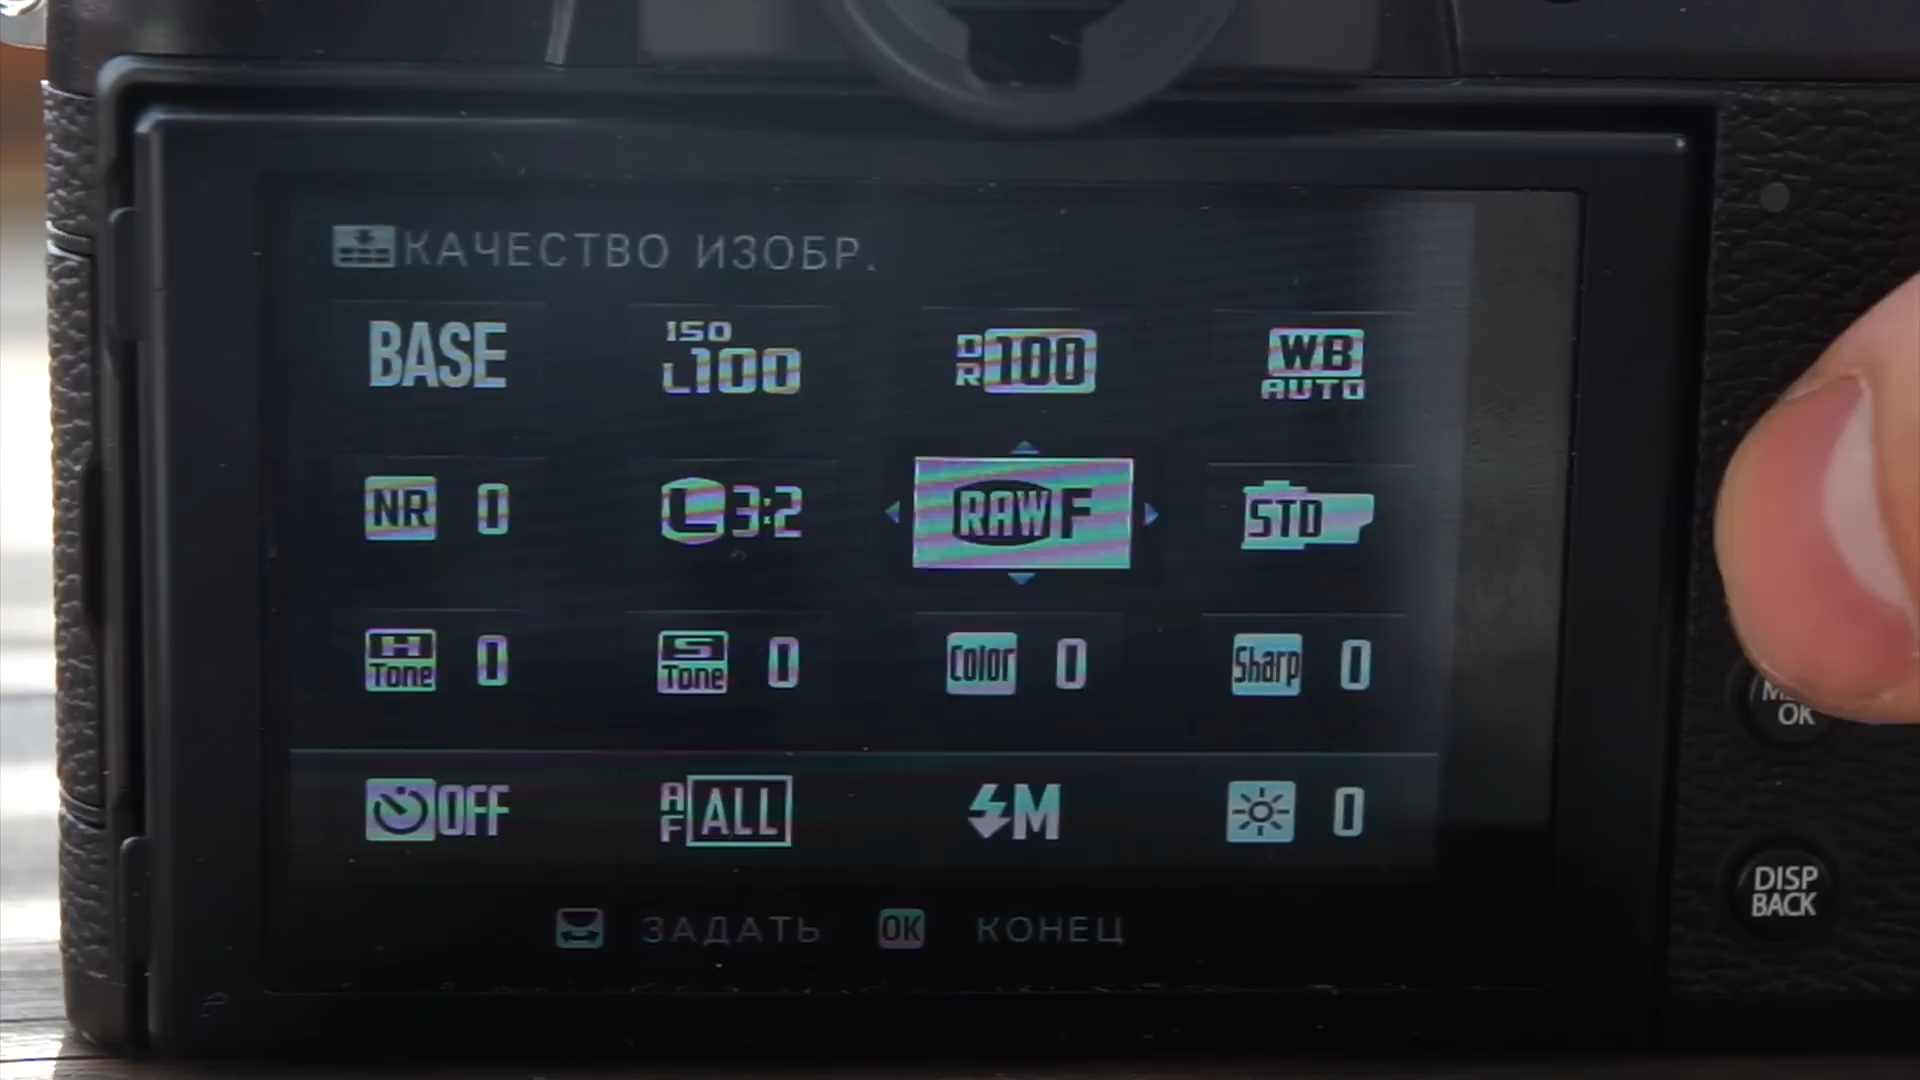 КАЧЕСТВО ИЗОБР.
BASE ISO L100 DR 100 WB AUTO
NR 0 L 3:2 RAW F STD
H Tone 0 S Tone 0 Color 0 Sharp 0
OFF AF ALL M 0
ЗАДАТЬ OK КОНЕЦ
OK
DISP
BACK